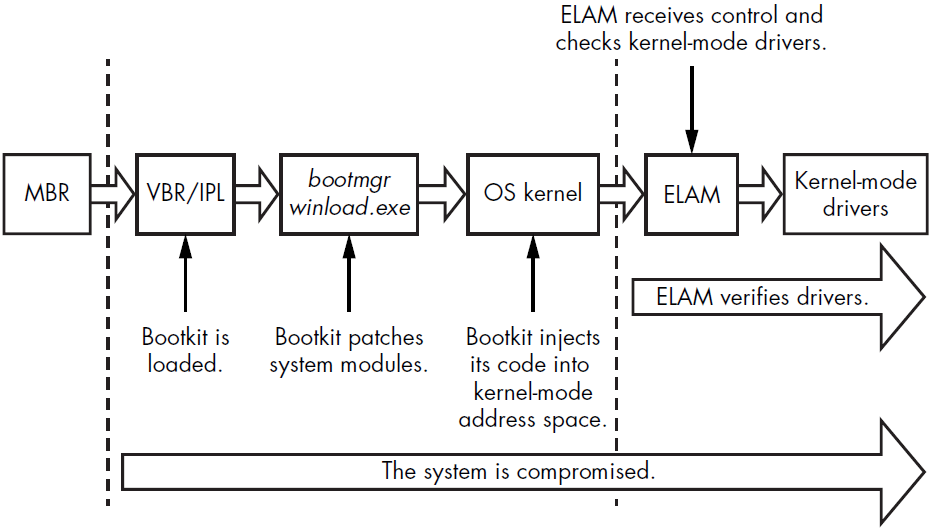 ELAM receives control and
checks kernel-mode drivers.
MBR
VBR/IPL
bootmgr
winload.exe
OS kernel
ELAM
Kernel-mode
drivers
ELAM verifies drivers.
Bootkit is
loaded.
Bootkit patches
system modules.
Bootkit injects
its code into
kernel-mode
address space.
The system is compromised.